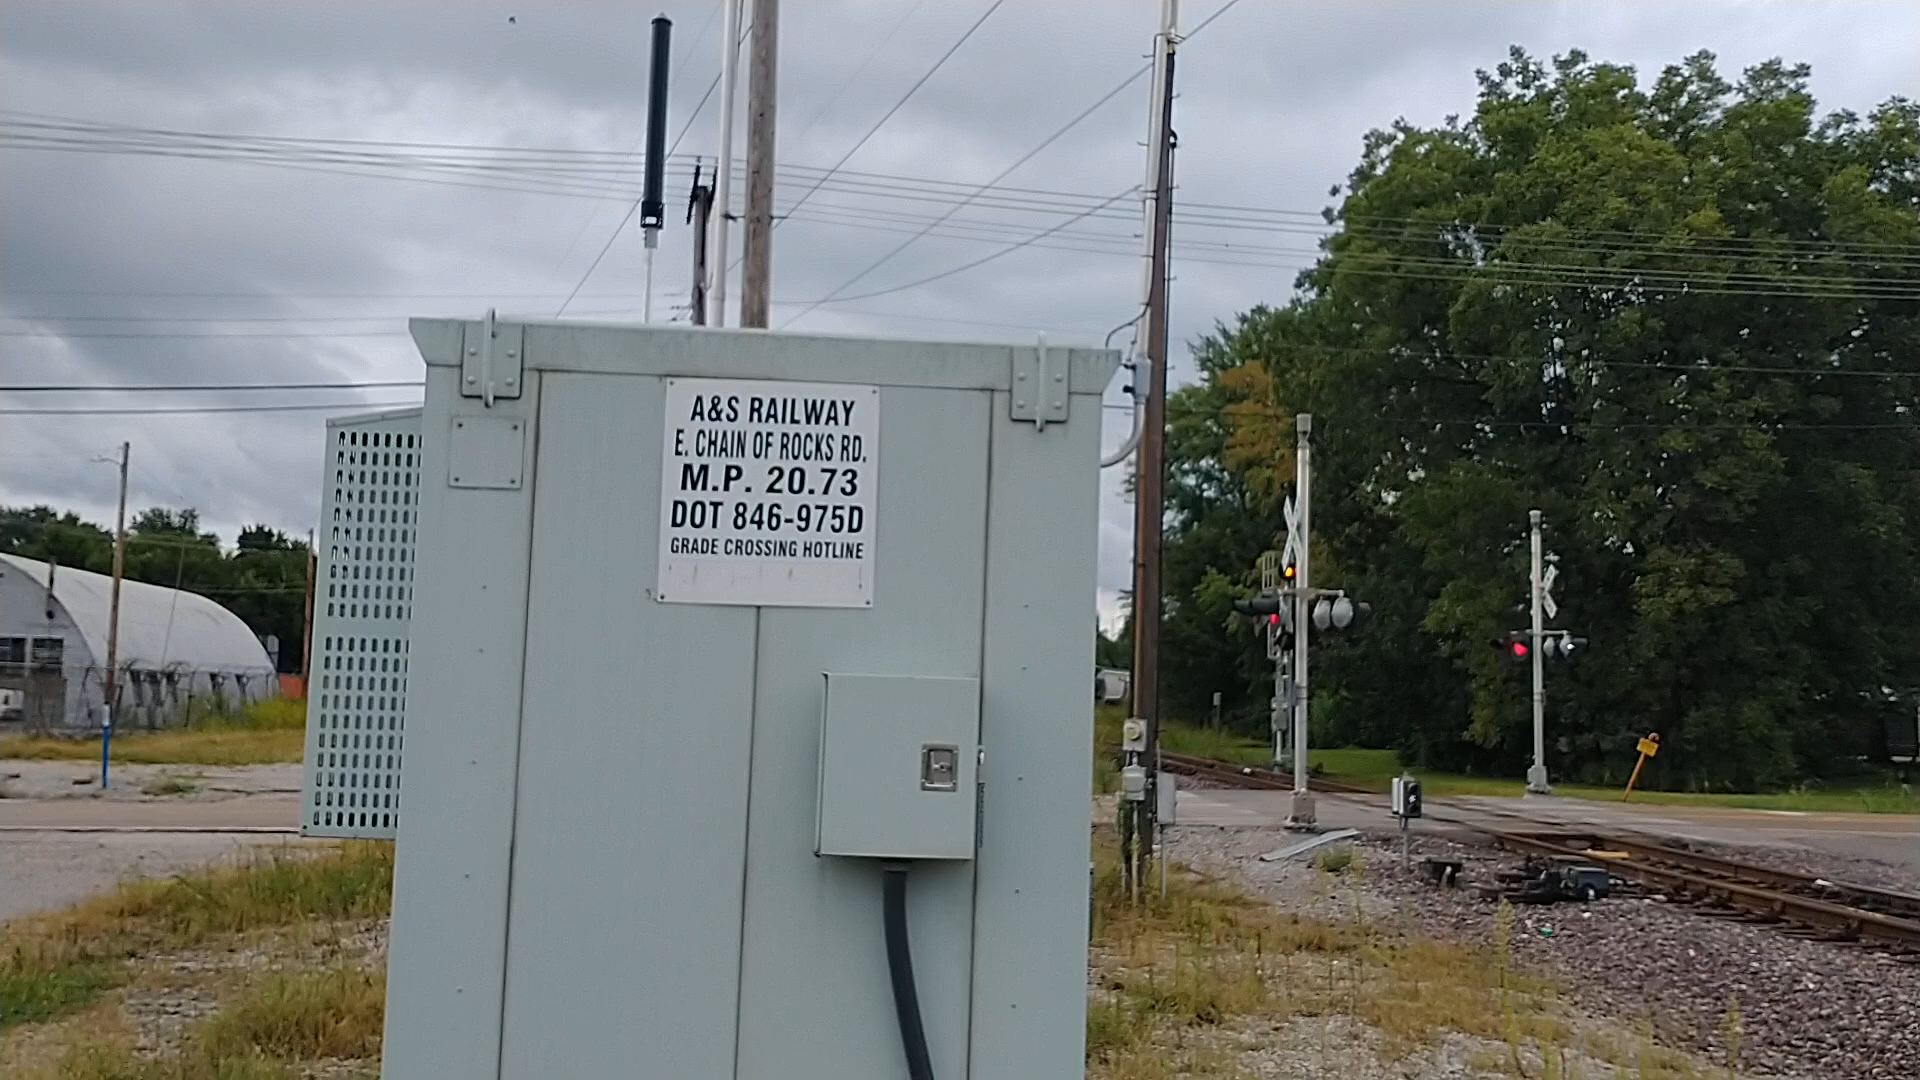 A&S RAILWAY
E. CHAIN OF ROCKS RD.
M.P. 20.73
DOT 846-975D
GRADE CROSSING HOTLINE